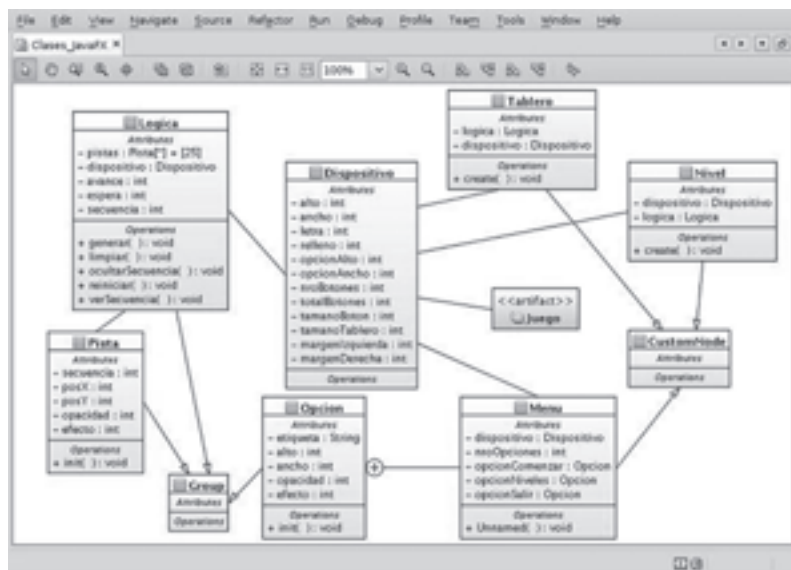 File Edit View Navigate Source Refactor Run Debug Profile Team Tools Window Help
Clases_JavaFX
100%
Logica
Attributes
- pistas : Pista[*] = [25]
- dispositivo : Dispositivo
- avance : int
- espera : int
- secuencia : int
Operations
+ generar( ) : void
+ limpiar( ) : void
+ ocultarSecuencia( ) : void
+ reiniciar( ) : void
+ verSecuencia( ) : void
Dispositivo
Attributes
- alto : int
- ancho : int
- letra : int
- relleno : int
- opcionAlto : int
- opcionAncho : int
- nroBotones : int
- totalBotones : int
- tamanoBoton : int
- tamanoTablero : int
- margenIzquierda : int
- margenDerecha : int
Operations
Tablero
Attributes
- logica : Logica
- dispositivo : Dispositivo
Operations
+ create( ) : void
Nivel
Attributes
- dispositivo : Dispositivo
- logica : Logica
Operations
+ create( ) : void
<<artifact>>
Juego
CustomNode
Attributes
Operations
Pista
Attributes
- secuencia : int
- posX : int
- posY : int
- opacidad : int
- efecto : int
Operations
+ init( ) : void
Group
Attributes
Operations
Opcion
Attributes
- etiqueta : String
- alto : int
- ancho : int
- opacidad : int
- efecto : int
Operations
+ init( ) : void
Menu
Attributes
- dispositivo : Dispositivo
- nroOpciones : int
- opcionComenzar : Opcion
- opcionNiveles : Opcion
- opcionSalir : Opcion
Operations
+ Unnamed( ) : void